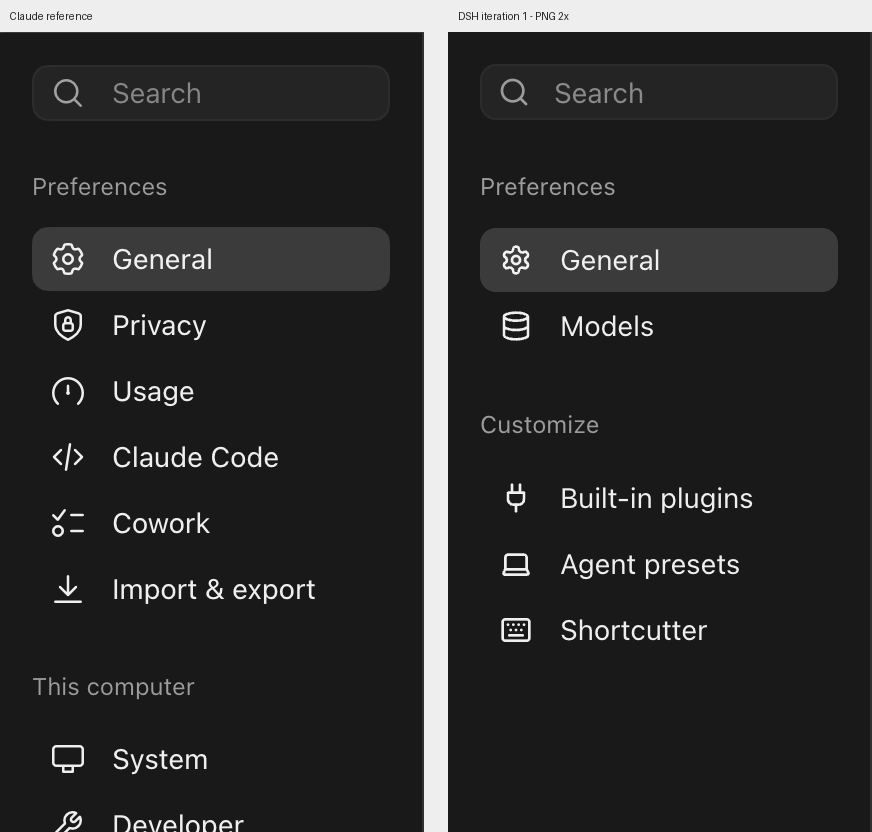 Claude reference
Search
Preferences
General
Privacy
Usage
Claude Code
Cowork
Import & export
This computer
System
Developer
DSH iteration 1 - PNG 2x
Search
Preferences
General
Models
Customize
Built-in plugins
Agent presets
Shortcutter